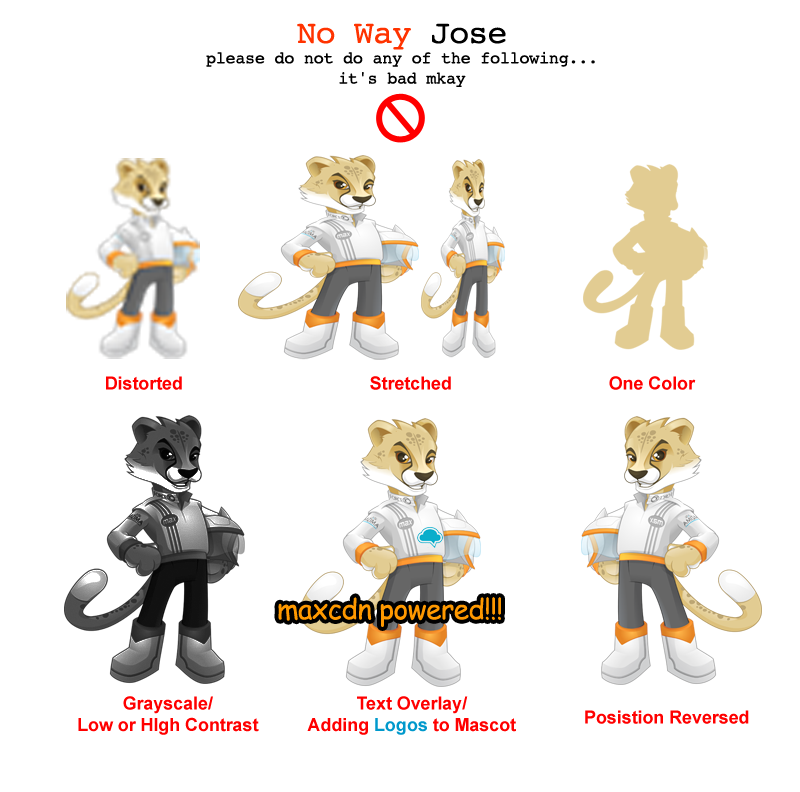 No Way Jose
please do not do any of the following...
it's bad mkay
Distorted
Stretched
One Color
maxcdn powered!!!
Grayscale/
Low or HIgh Contrast
Text Overlay/
Adding Logos to Mascot
Posistion Reversed